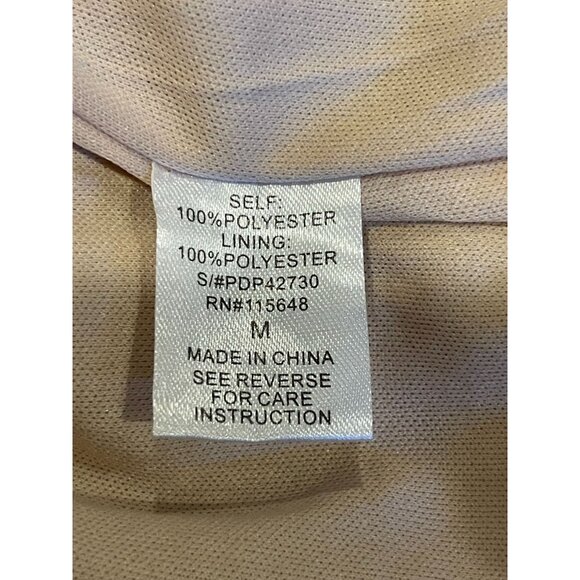 SELF:
100%POLYESTER
LINING:
100%POLYESTER
S/#PDP42730
RN#115648
M
MADE IN CHINA
SEE REVERSE
FOR CARE
INSTRUCTION